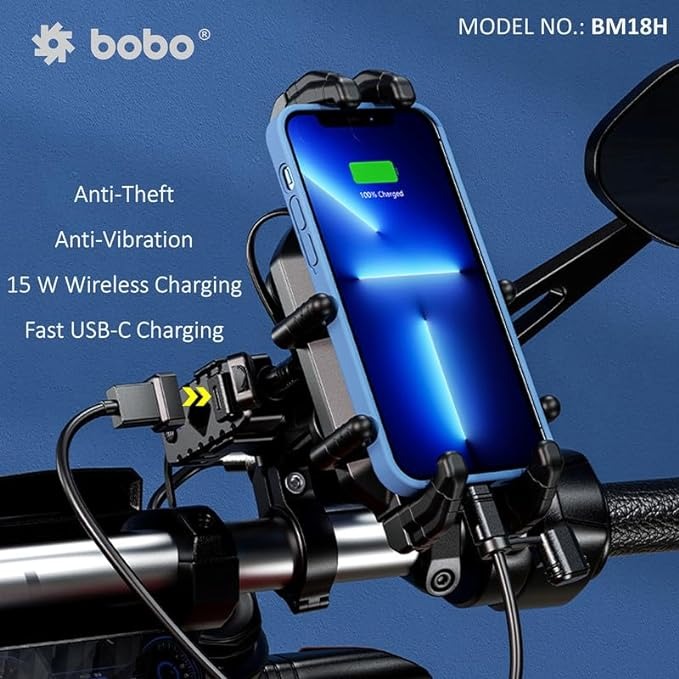 bobo®
MODEL NO.: BM18H
100% Charged
Anti-Theft
Anti-Vibration
15 W Wireless Charging
Fast USB-C Charging